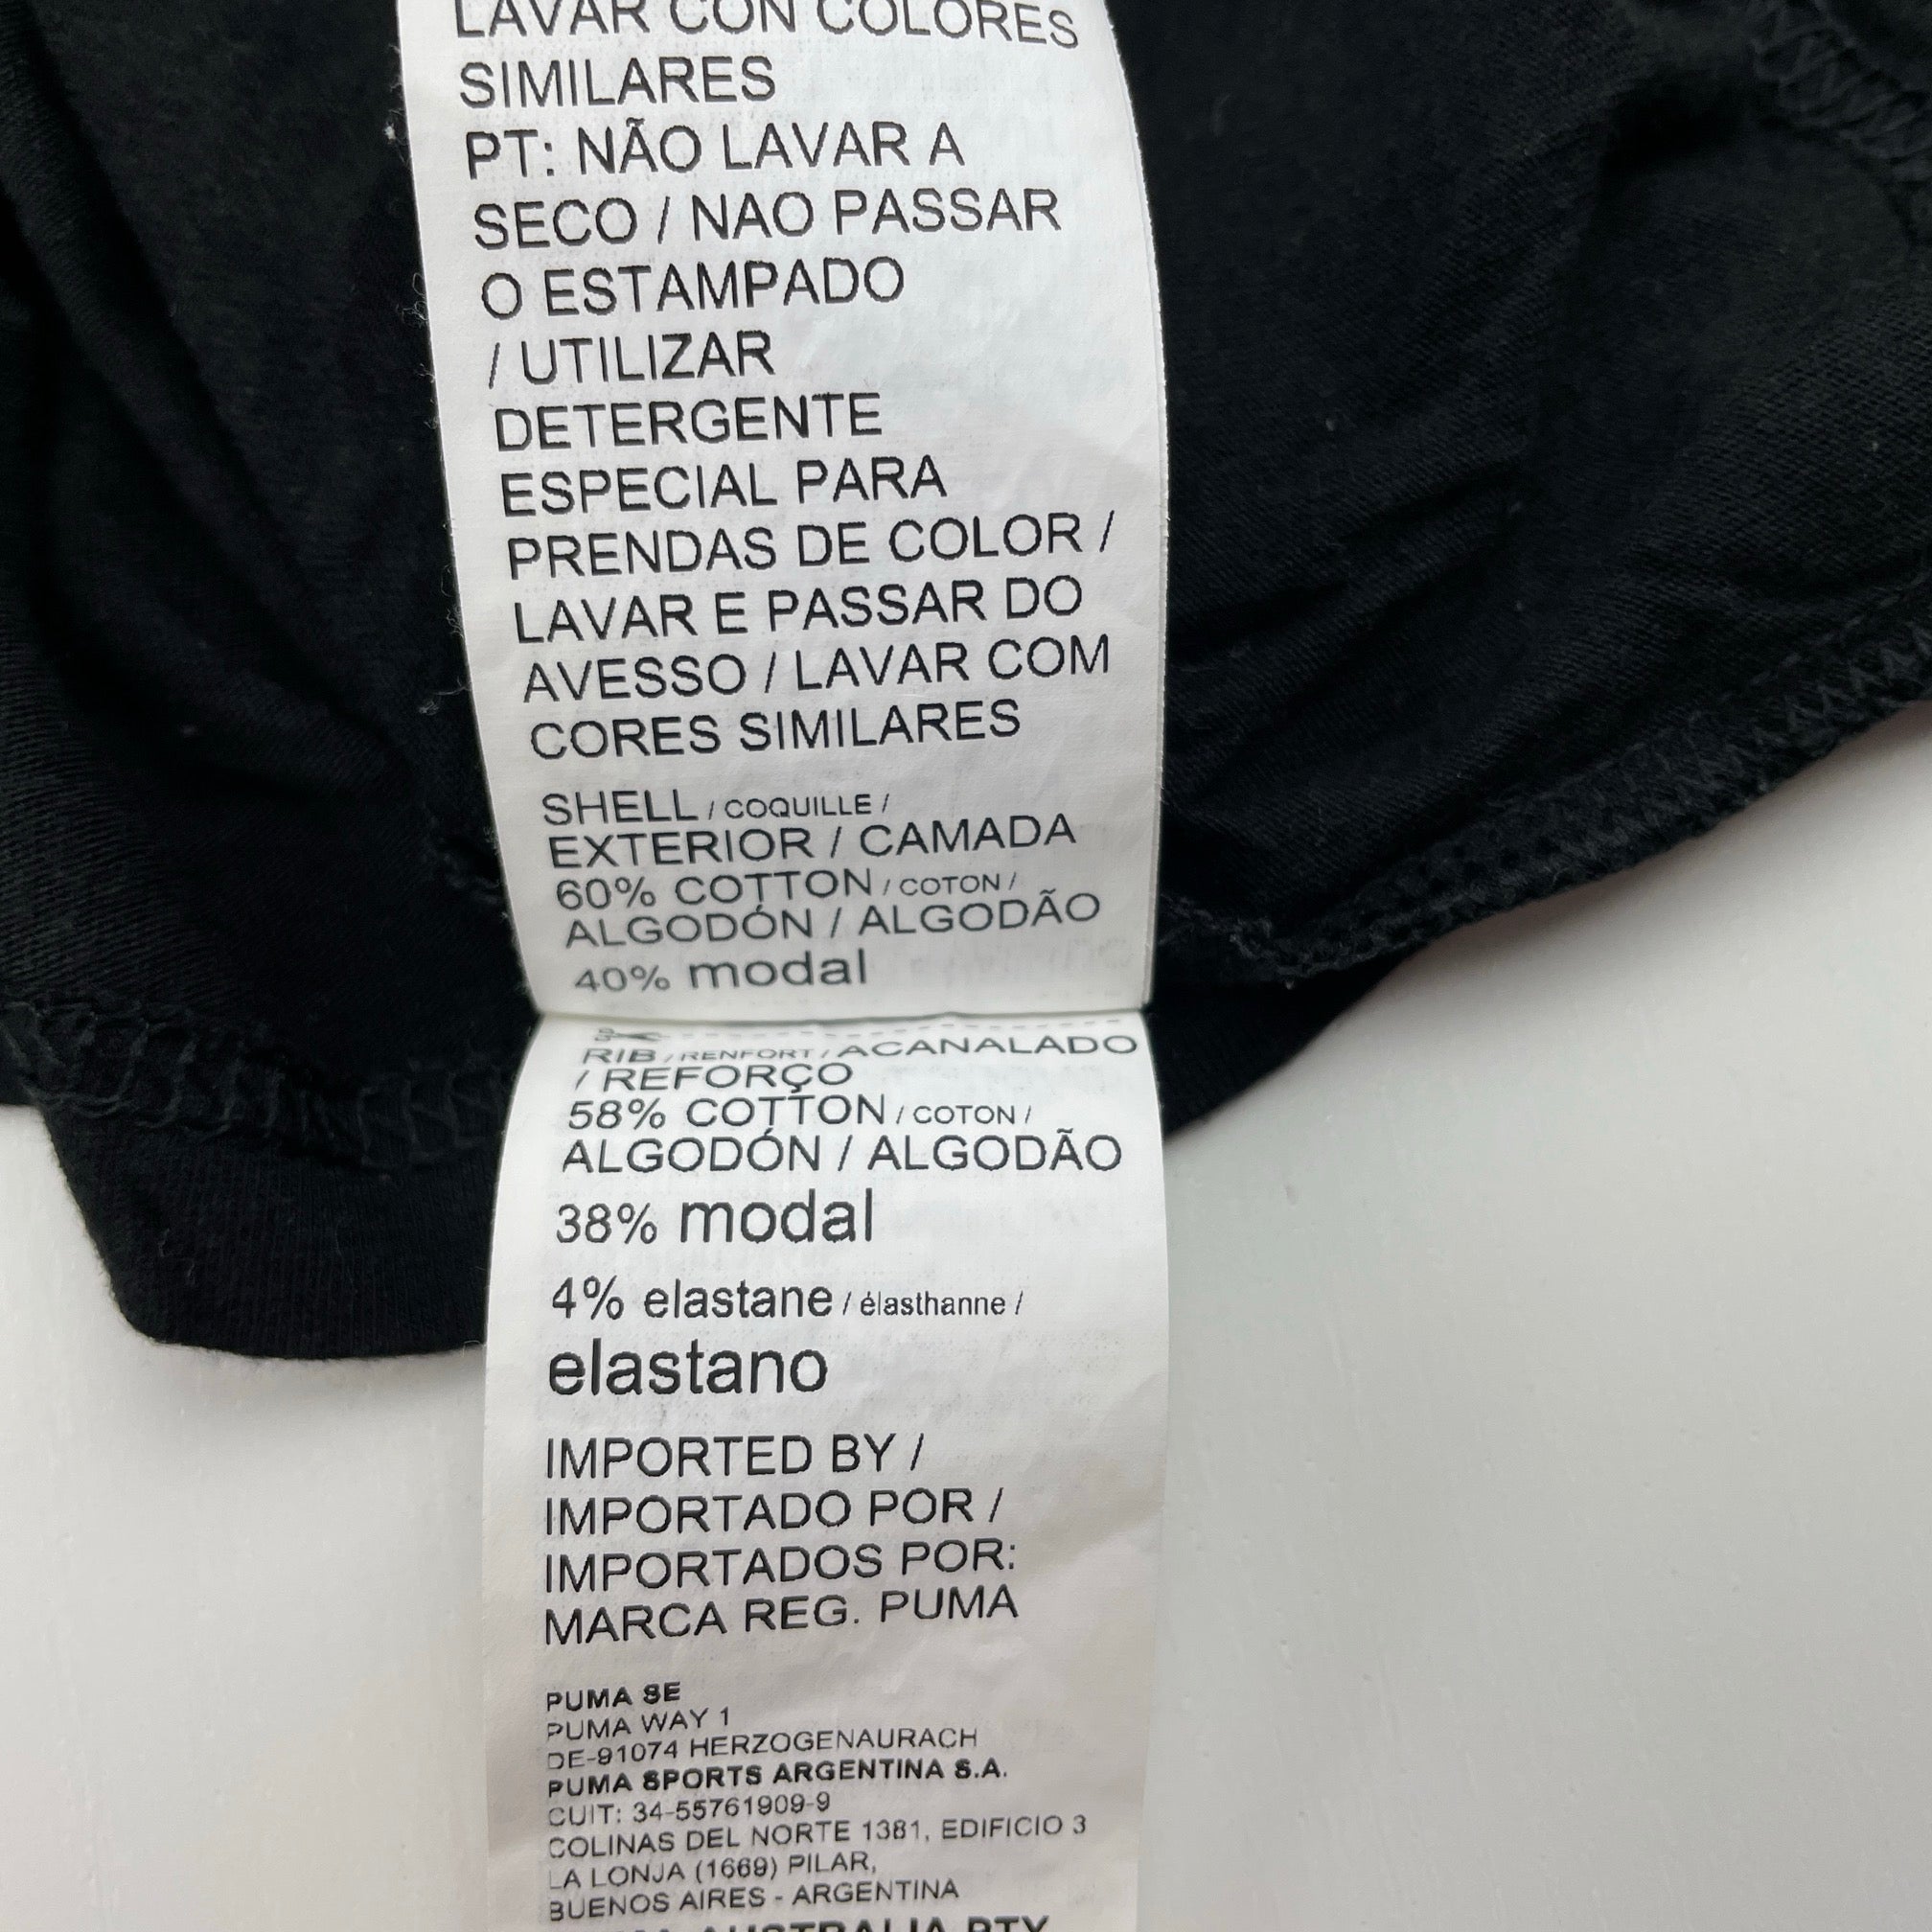 LAVAR CON COLORES
SIMILARES
PT: NÃO LAVAR A
SECO / NAO PASSAR
O ESTAMPADO
/ UTILIZAR
DETERGENTE
ESPECIAL PARA
PRENDAS DE COLOR /
LAVAR E PASSAR DO
AVESSO / LAVAR COM
CORES SIMILARES
SHELL / COQUILLE /
EXTERIOR / CAMADA
60% COTTON / COTON /
ALGODÓN / ALGODÃO
40% modal
RIB / RENFORT / ACANALADO
/ REFORÇO
58% COTTON / COTON /
ALGODÓN / ALGODÃO
38% modal
4% elastane / élasthanne /
elastano
IMPORTED BY /
IMPORTADO POR /
IMPORTADOS POR:
MARCA REG. PUMA
PUMA SE
PUMA WAY 1
DE-91074 HERZOGENAURACH
PUMA SPORTS ARGENTINA S.A.
CUIT: 34-55761909-9
COLINAS DEL NORTE 1381, EDIFICIO 3
LA LONJA (1669) PILAR,
BUENOS AIRES - ARGENTINA
AUSTRALIA PTY